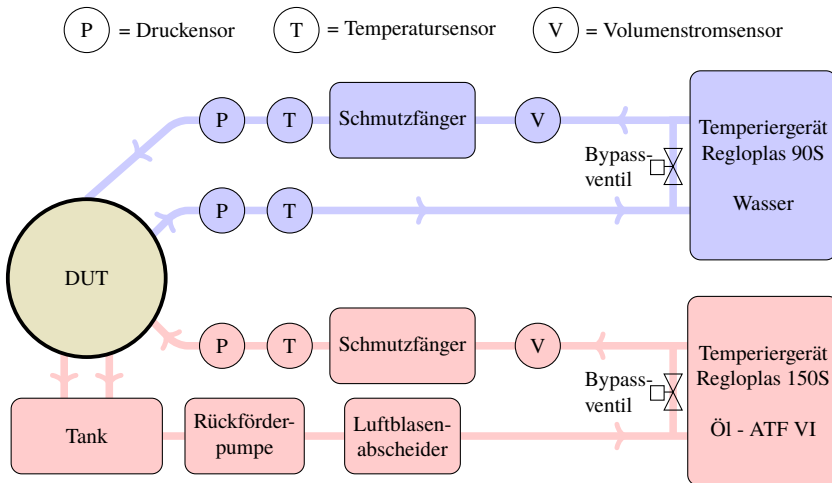 P = Druckensor T = Temperatursensor V = Volumenstromsensor
P T Schmutzfänger V
Temperiergerät
Regloplas 90S
Wasser
Bypass-
ventil
P T
DUT
P T Schmutzfänger V
Temperiergerät
Regloplas 150S
Öl - ATF VI
Bypass-
ventil
Tank
Rückförder-
pumpe
Luftblasen-
abscheider